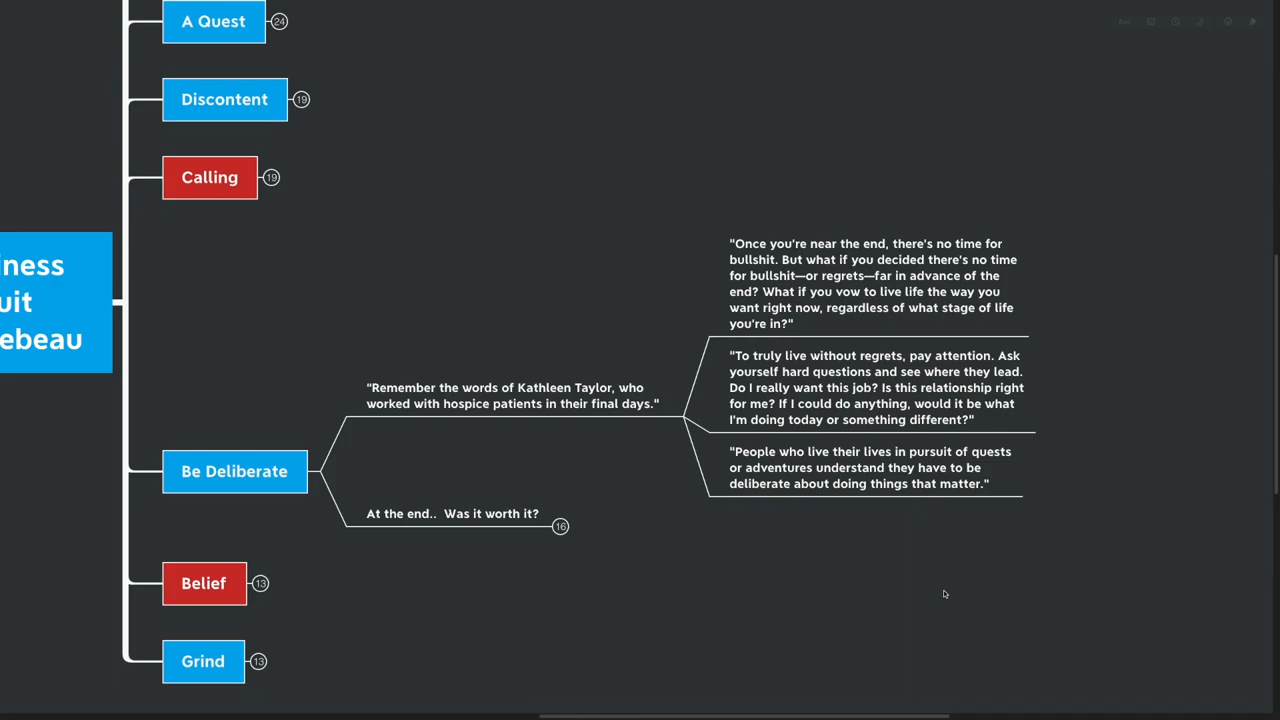 A Quest
24
Discontent
19
Calling
19
iness
uit
ebeau
"Once you're near the end, there's no time for
bullshit. But what if you decided there's no time
for bullshit—or regrets—far in advance of the
end? What if you vow to live life the way you
want right now, regardless of what stage of life
you're in?"
"To truly live without regrets, pay attention. Ask
yourself hard questions and see where they lead.
Do I really want this job? Is this relationship right
for me? If I could do anything, would it be what
I'm doing today or something different?"
"Remember the words of Kathleen Taylor, who
worked with hospice patients in their final days."
"People who live their lives in pursuit of quests
or adventures understand they have to be
deliberate about doing things that matter."
Be Deliberate
At the end.. Was it worth it?
16
Belief
13
Grind
13